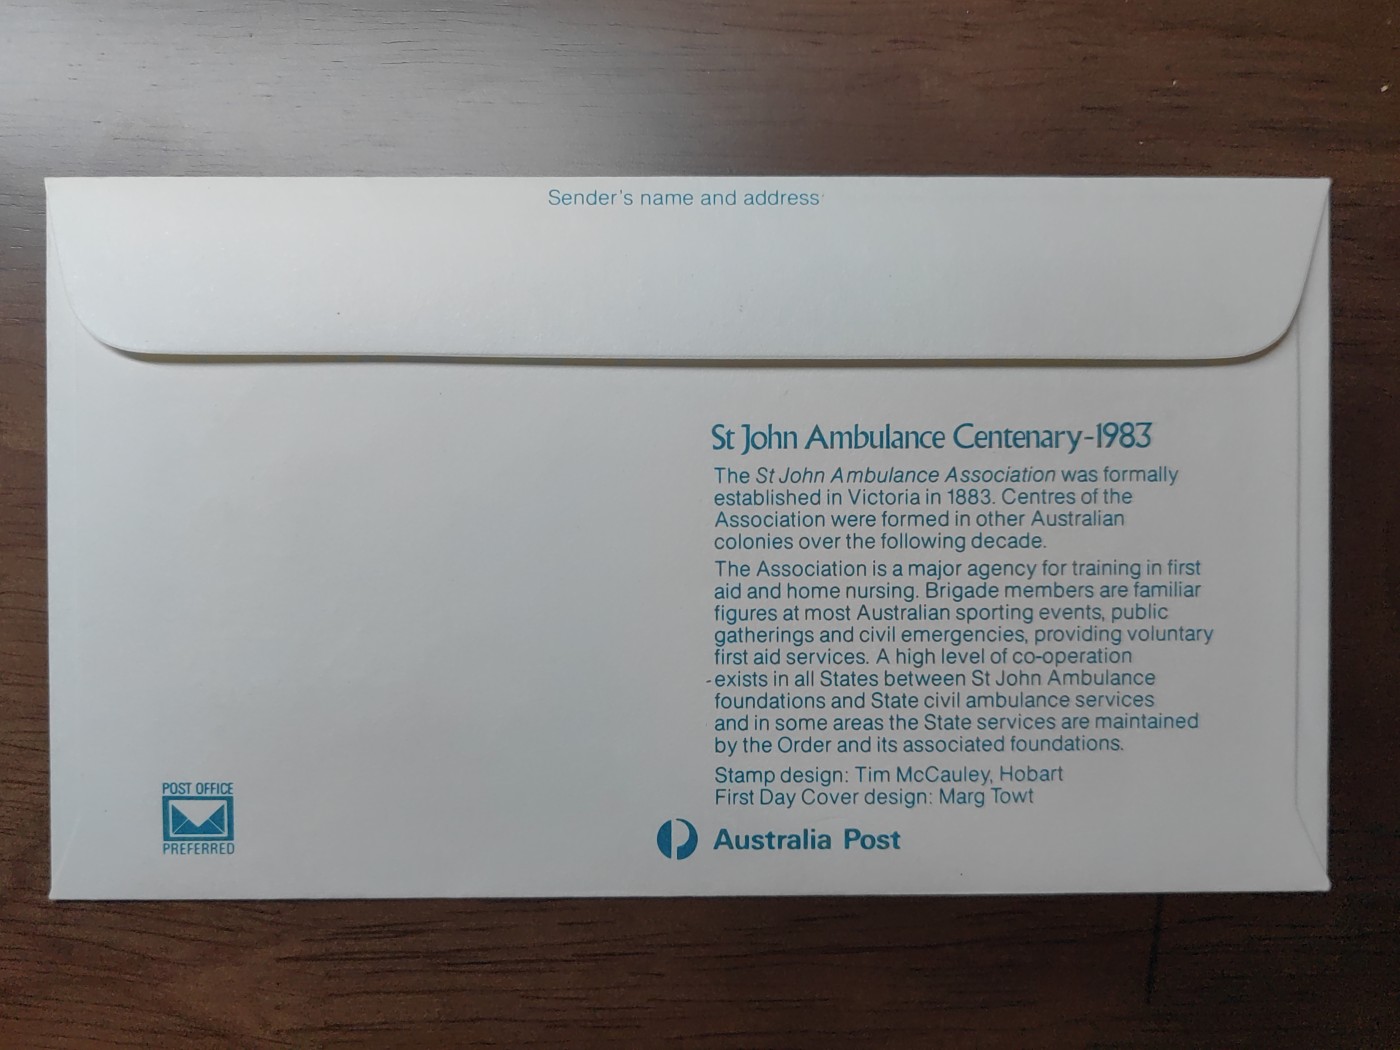 Sender's name and address
St John Ambulance Centenary-1983
The St John Ambulance Association was formally
established in Victoria in 1883. Centres of the
Association were formed in other Australian
colonies over the following decade.
The Association is a major agency for training in first
aid and home nursing. Brigade members are familiar
figures at most Australian sporting events, public
gatherings and civil emergencies, providing voluntary
first aid services. A high level of co-operation
exists in all States between St John Ambulance
foundations and State civil ambulance services
and in some areas the State services are maintained
by the Order and its associated foundations.
Stamp design: Tim McCauley, Hobart
First Day Cover design: Marg Towt
POST OFFICE
PREFERRED
Australia Post